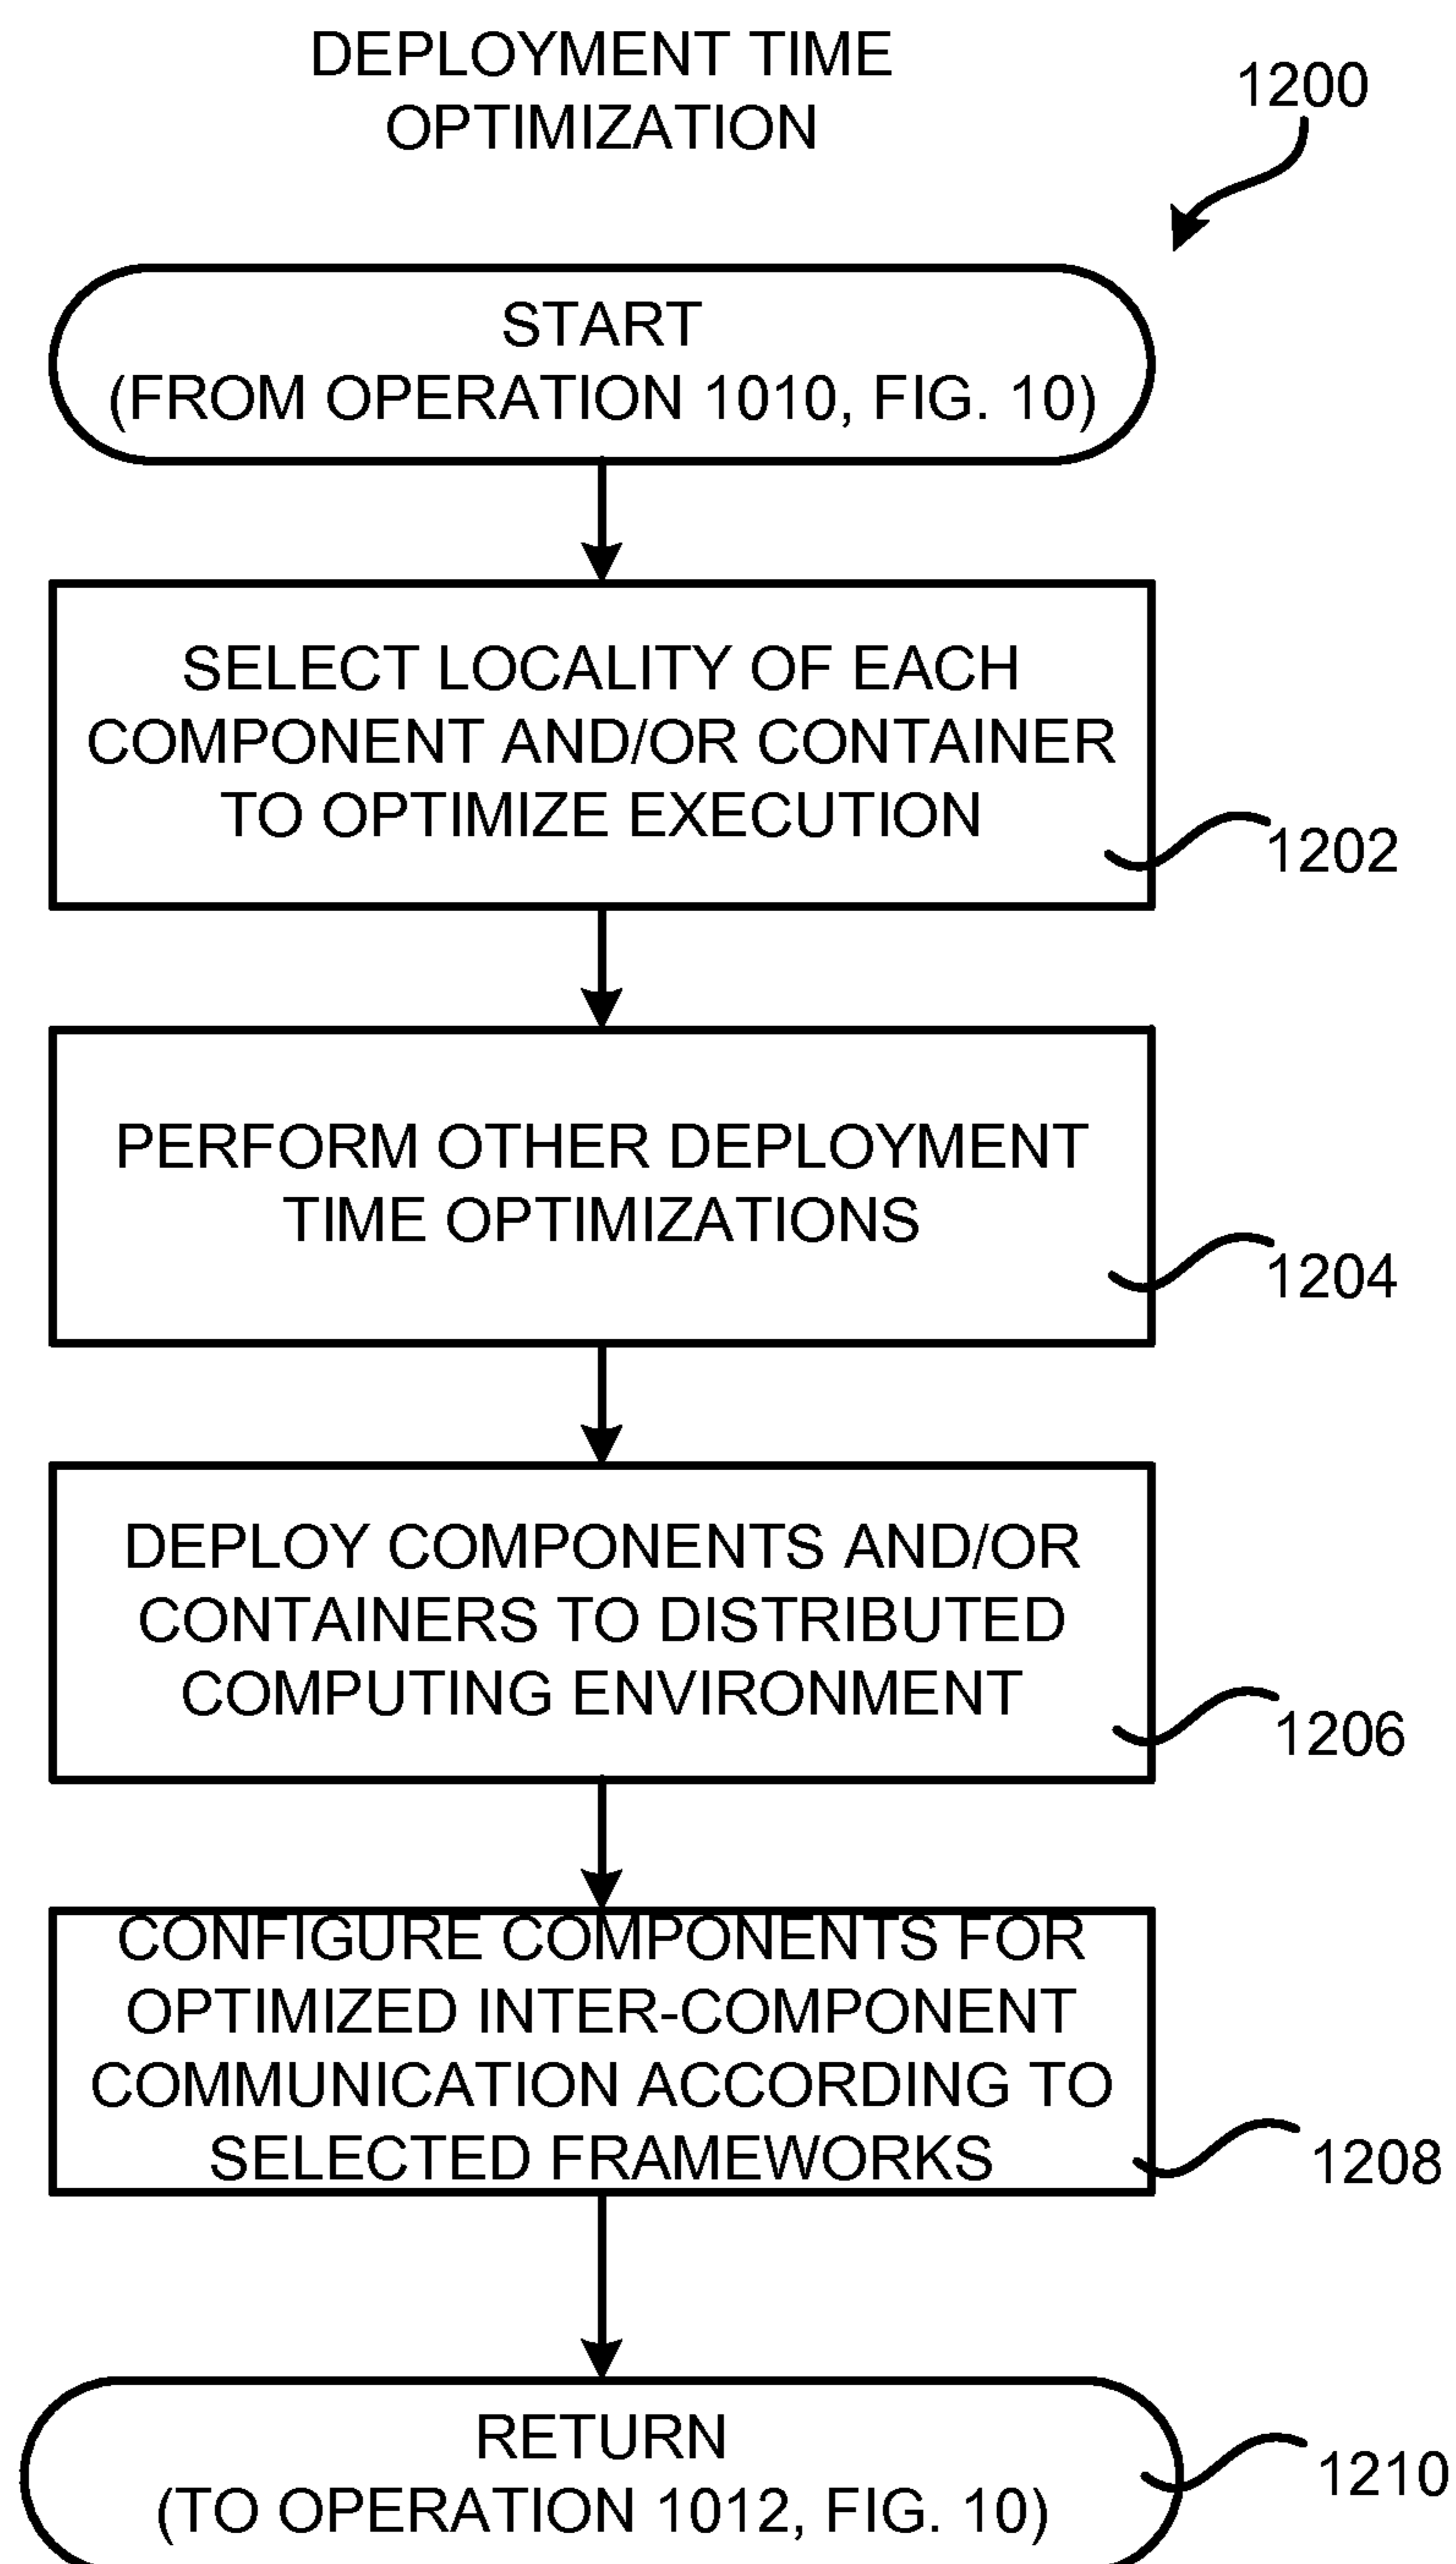 DEPLOYMENT TIME
OPTIMIZATION
1200
START
(FROM OPERATION 1010, FIG. 10)
SELECT LOCALITY OF EACH
COMPONENT AND/OR CONTAINER
TO OPTIMIZE EXECUTION
1202
PERFORM OTHER DEPLOYMENT
TIME OPTIMIZATIONS
1204
DEPLOY COMPONENTS AND/OR
CONTAINERS TO DISTRIBUTED
COMPUTING ENVIRONMENT
1206
CONFIGURE COMPONENTS FOR
OPTIMIZED INTER-COMPONENT
COMMUNICATION ACCORDING TO
SELECTED FRAMEWORKS
1208
RETURN
(TO OPERATION 1012, FIG. 10)
1210